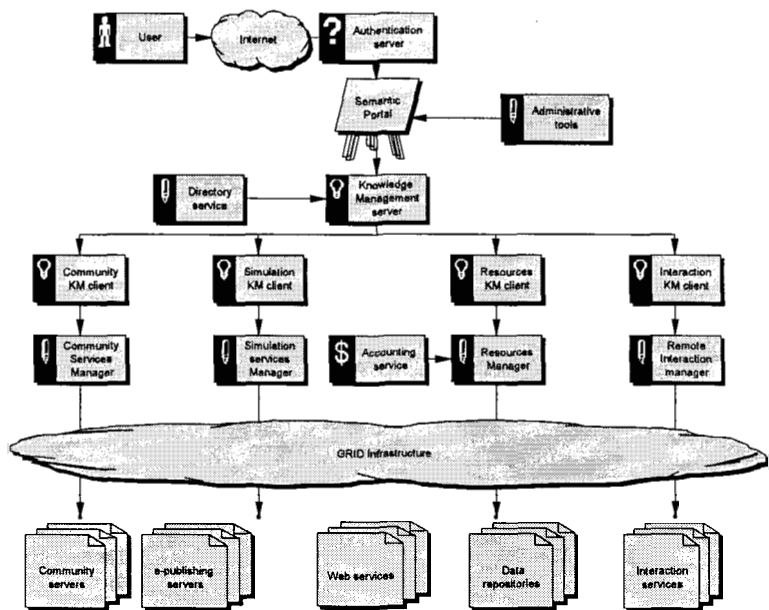 User
Internet
?
Authentication
server
Semantic
Portal
Administrative
tools
Directory
service
Knowledge
Management
server
Community
KM client
Simulation
KM client
Resources
KM client
Interaction
KM client
Community
Services
Manager
Simulation
services
Manager
$
Accounting
service
Resources
Manager
Remote
Interaction
manager
GRID Infrastructure
Community
servers
e-publishing
servers
Web services
Data
repositories
Interaction
services